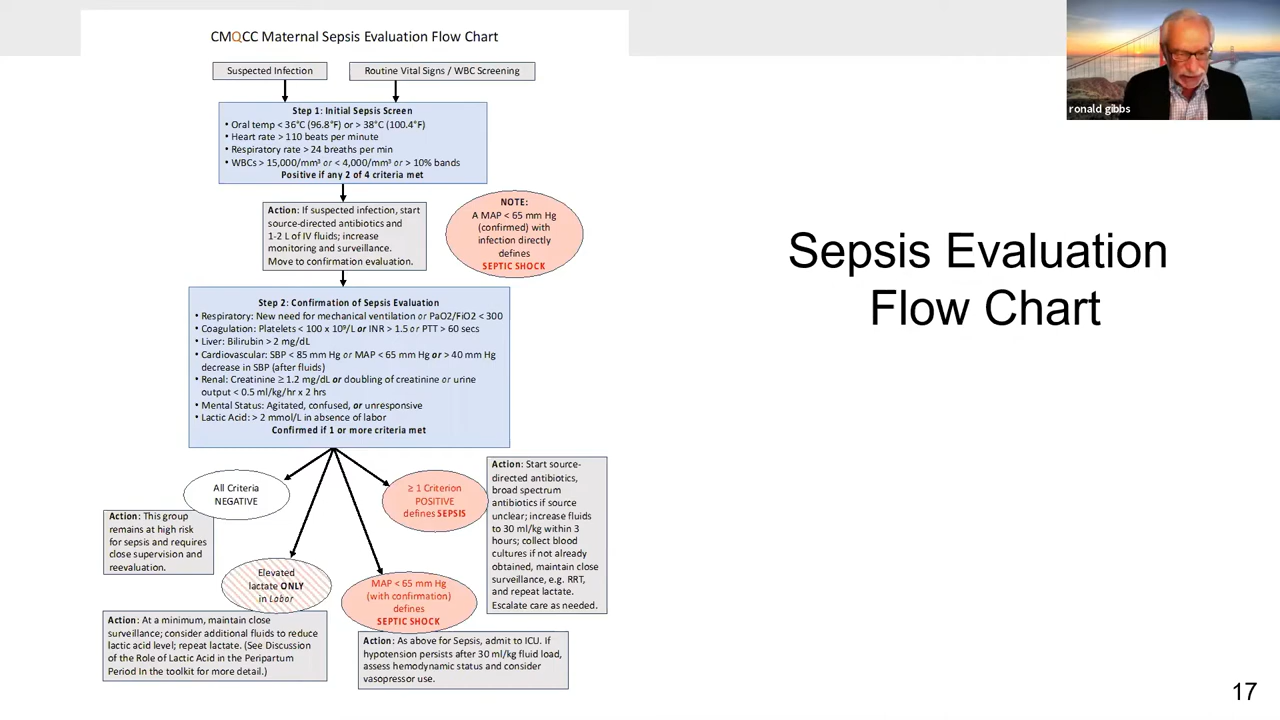 CMQCC Maternal Sepsis Evaluation Flow Chart
Suspected Infection
Routine Vital Signs / WBC Screening
Step 1: Initial Sepsis Screen
• Oral temp < 36°C (96.8°F) or > 38°C (100.4°F)
• Heart rate > 110 beats per minute
• Respiratory rate > 24 breaths per min
• WBCs > 15,000/mm³ or < 4,000/mm³ or > 10% bands
Positive if any 2 of 4 criteria met
Action: If suspected infection, start
source-directed antibiotics and
1-2 L of IV fluids; increase
monitoring and surveillance.
Move to confirmation evaluation.
NOTE:
A MAP < 65 mm Hg
(confirmed) with
infection directly
defines
SEPTIC SHOCK
Step 2: Confirmation of Sepsis Evaluation
• Respiratory: New need for mechanical ventilation or PaO2/FiO2 < 300
• Coagulation: Platelets < 100 x 10⁹/L or INR > 1.5 or PTT > 60 secs
• Liver: Bilirubin > 2 mg/dL
• Cardiovascular: SBP < 85 mm Hg or MAP < 65 mm Hg or > 40 mm Hg
decrease in SBP (after fluids)
• Renal: Creatinine ≥ 1.2 mg/dL or doubling of creatinine or urine
output < 0.5 ml/kg/hr x 2 hrs
• Mental Status: Agitated, confused, or unresponsive
• Lactic Acid: > 2 mmol/L in absence of labor
Confirmed if 1 or more criteria met
All Criteria
NEGATIVE
Action: This group
remains at high risk
for sepsis and requires
close supervision and
reevaluation.
Elevated
lactate ONLY
in Labor
Action: At a minimum, maintain close
surveillance; consider additional fluids to reduce
lactic acid level; repeat lactate. (See Discussion
of the Role of Lactic Acid in the Peripartum
Period In the toolkit for more detail.)
≥ 1 Criterion
POSITIVE
defines SEPSIS
Action: Start source-
directed antibiotics,
broad spectrum
antibiotics if source
unclear; increase fluids
to 30 ml/kg within 3
hours; collect blood
cultures if not already
obtained, maintain close
surveillance, e.g. RRT,
and repeat lactate.
Escalate care as needed.
MAP < 65 mm Hg
(with confirmation)
defines
SEPTIC SHOCK
Action: As above for Sepsis, admit to ICU. If
hypotension persists after 30 ml/kg fluid load,
assess hemodynamic status and consider
vasopressor use.
Sepsis Evaluation
Flow Chart
ronald gibbs
17